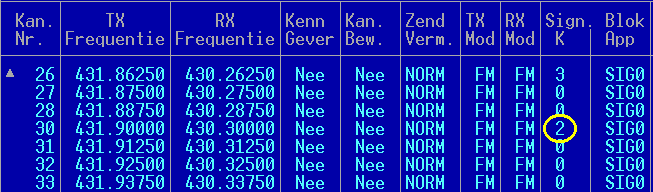 Kan. TX RX Kenn Kan. Zend TX RX Sign. Blok
Nr. Frequentie Frequentie Gever Bew. Verm. Mod Mod K App
▲ 26 431.86250 430.26250 Nee Nee NORM FM FM 3 SIG0
27 431.87500 430.27500 Nee Nee NORM FM FM 0 SIG0
28 431.88750 430.28750 Nee Nee NORM FM FM 0 SIG0
30 431.90000 430.30000 Nee Nee NORM FM FM 2 SIG0
31 431.91250 430.31250 Nee Nee NORM FM FM 0 SIG0
32 431.92500 430.32500 Nee Nee NORM FM FM 0 SIG0
33 431.93750 430.33750 Nee Nee NORM FM FM 0 SIG0